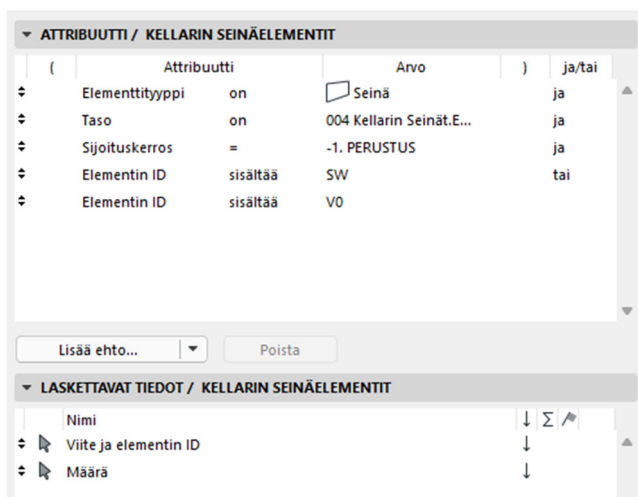 ATTRIBUUTTI / KELLARIN SEINÄELEMENTIT
( Attribuutti Arvo ) ja/tai
Elementtityyppi on Seinä ja
Taso on 004 Kellarin Seinät.E... ja
Sijoituskerros = -1. PERUSTUS ja
Elementin ID sisältää SW tai
Elementin ID sisältää V0
Lisää ehto... Poista
LASKETTAVAT TIEDOT / KELLARIN SEINÄELEMENTIT
Nimi ↓ Σ
Viite ja elementin ID ↓
Määrä ↓